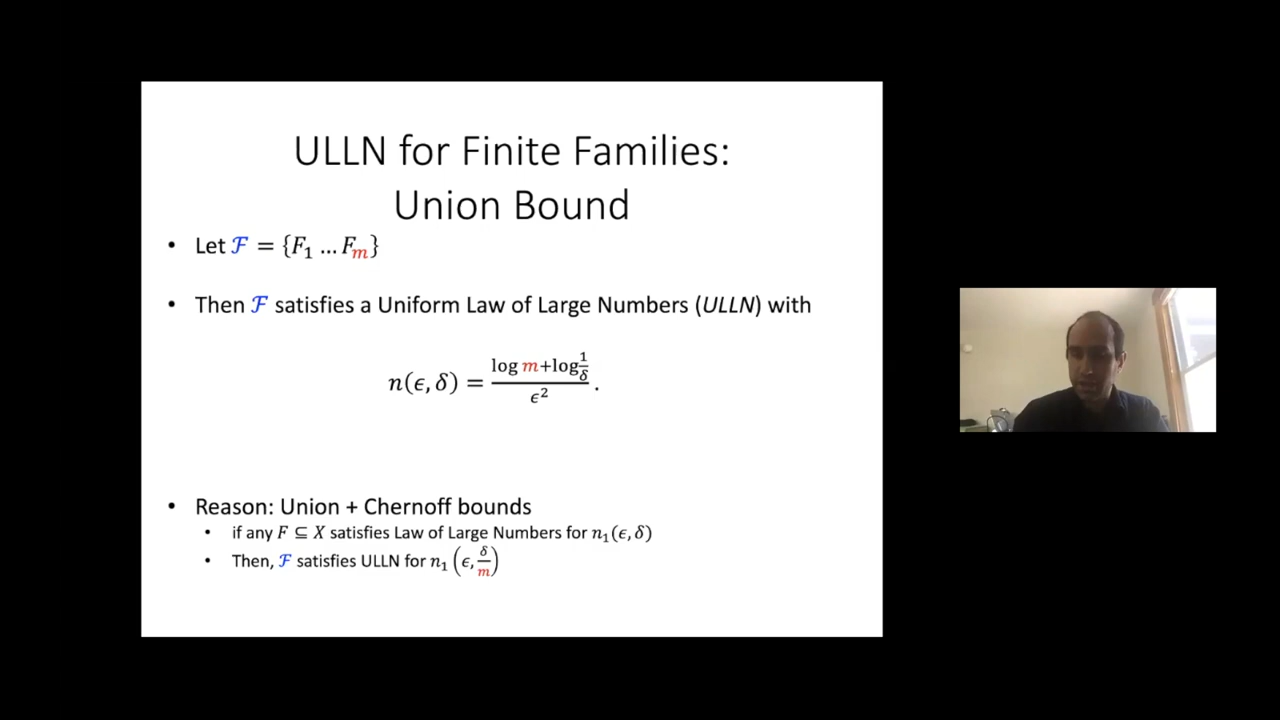 ULLN for Finite Families:
Union Bound
• Let ℱ = {F₁ … Fₘ}
• Then ℱ satisfies a Uniform Law of Large Numbers (ULLN) with
n(ϵ, δ) = (log m+log 1/δ)/ϵ² .
• Reason: Union + Chernoff bounds
• if any F ⊆ X satisfies Law of Large Numbers for n₁(ϵ, δ)
• Then, ℱ satisfies ULLN for n₁(ϵ, δ/m)